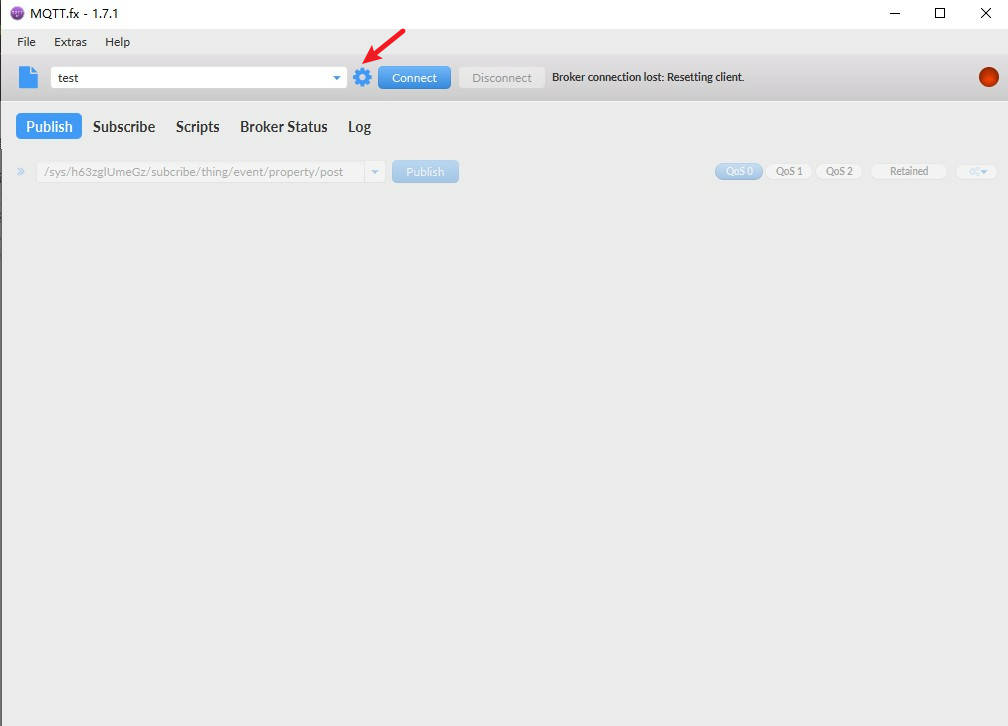 MQTT.fx - 1.7.1
File Extras Help
test Connect Disconnect Broker connection lost: Resetting client.
Publish Subscribe Scripts Broker Status Log
/sys/h63zglUmeGz/subcribe/thing/event/property/post Publish QoS 0 QoS 1 QoS 2 Retained